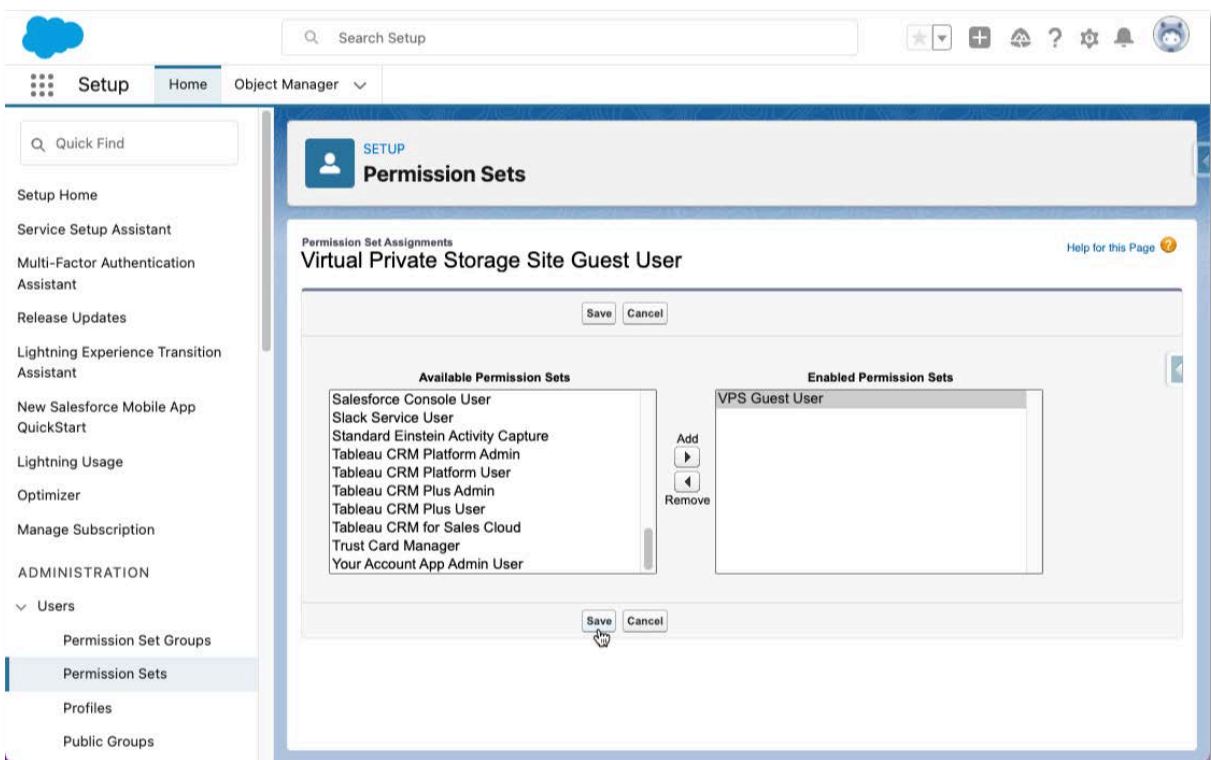 Search Setup
Setup
Home
Object Manager
Quick Find
Setup Home
Service Setup Assistant
Multi-Factor Authentication
Assistant
Release Updates
Lightning Experience Transition
Assistant
New Salesforce Mobile App
QuickStart
Lightning Usage
Optimizer
Manage Subscription
ADMINISTRATION
Users
Permission Set Groups
Permission Sets
Profiles
Public Groups
SETUP
Permission Sets
Permission Set Assignments
Virtual Private Storage Site Guest User
Help for this Page
Save Cancel
Available Permission Sets
Salesforce Console User
Slack Service User
Standard Einstein Activity Capture
Tableau CRM Platform Admin
Tableau CRM Platform User
Tableau CRM Plus Admin
Tableau CRM Plus User
Tableau CRM for Sales Cloud
Trust Card Manager
Your Account App Admin User
Add
Remove
Enabled Permission Sets
VPS Guest User
Save Cancel